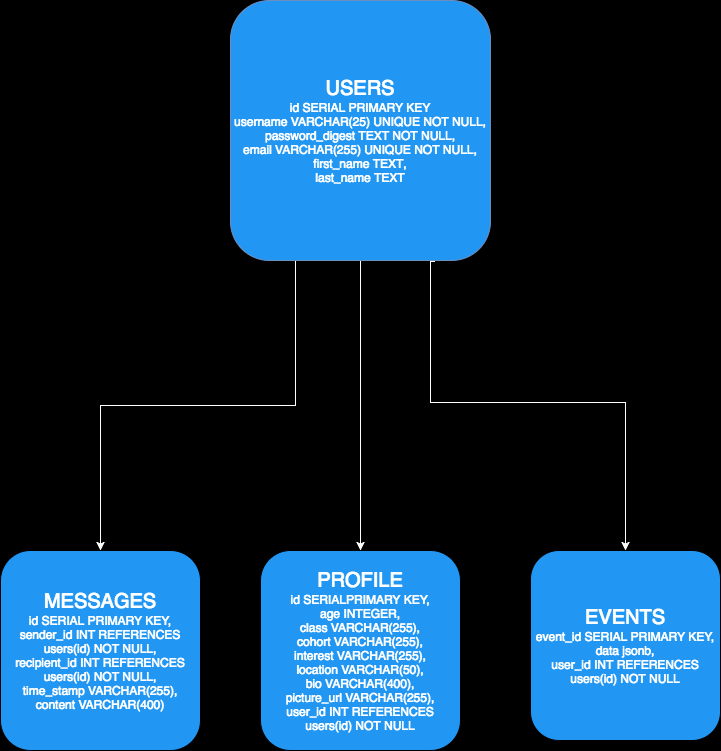 USERS
id SERIAL PRIMARY KEY
username VARCHAR(25) UNIQUE NOT NULL,
password_digest TEXT NOT NULL,
email VARCHAR(255) UNIQUE NOT NULL,
first_name TEXT,
last_name TEXT
MESSAGES
id SERIAL PRIMARY KEY,
sender_id INT REFERENCES
users(id) NOT NULL,
recipient_id INT REFERENCES
users(id) NOT NULL,
time_stamp VARCHAR(255),
content VARCHAR(400)
PROFILE
id SERIALPRIMARY KEY,
age INTEGER,
class VARCHAR(255),
cohort VARCHAR(255),
interest VARCHAR(255),
location VARCHAR(50),
bio VARCHAR(400),
picture_url VARCHAR(255),
user_id INT REFERENCES
users(id) NOT NULL
EVENTS
event_id SERIAL PRIMARY KEY,
data jsonb,
user_id INT REFERENCES
users(id) NOT NULL